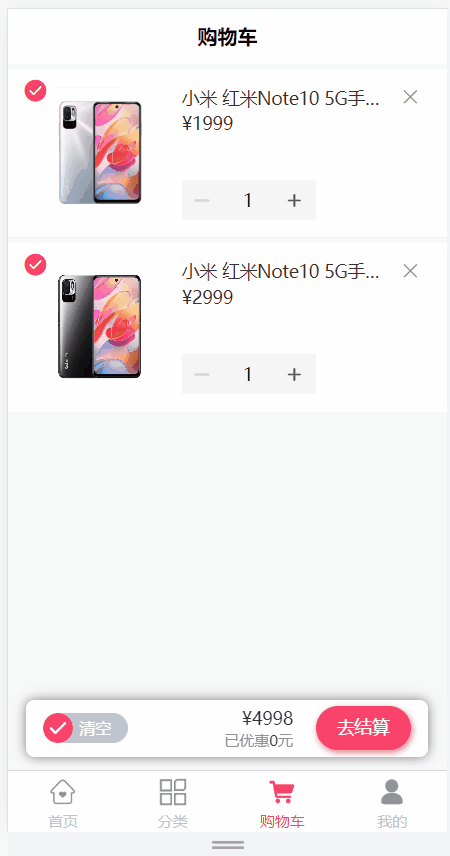 购物车
小米 红米Note10 5G手...
¥1999
1
小米 红米Note10 5G手...
¥2999
1
清空
¥4998
已优惠0元
去结算
首页
分类
购物车
我的